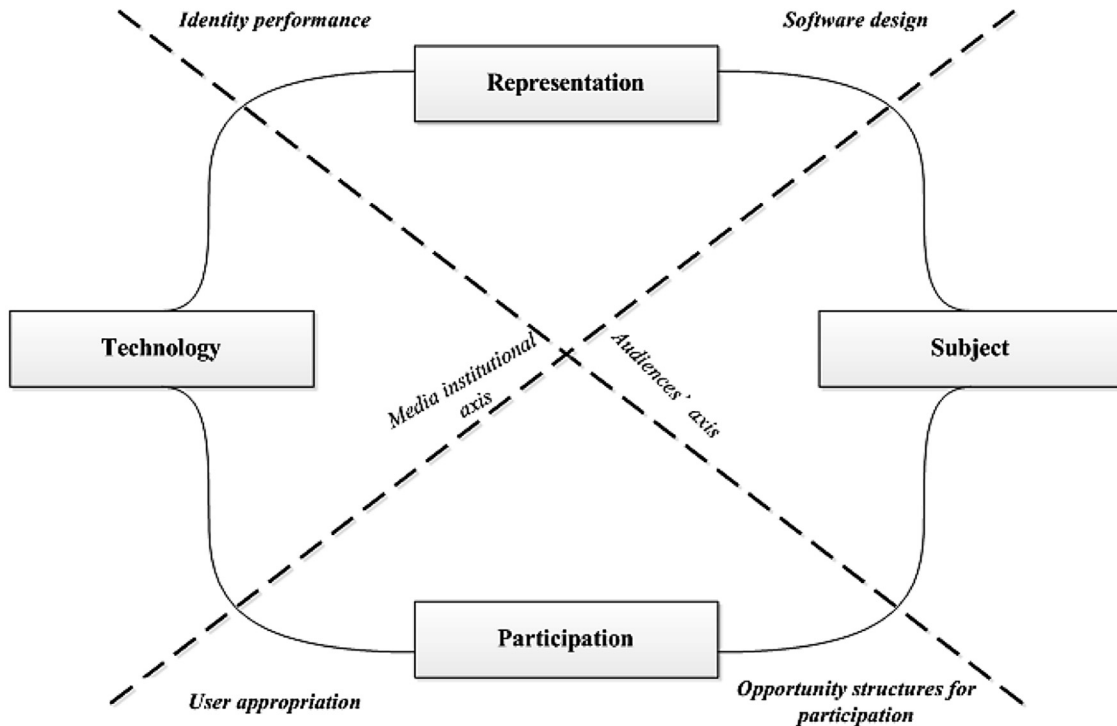 Identity performance
Software design
Representation
Technology
Subject
Media institutional
axis
Audiences' axis
Participation
User appropriation
Opportunity structures for
participation